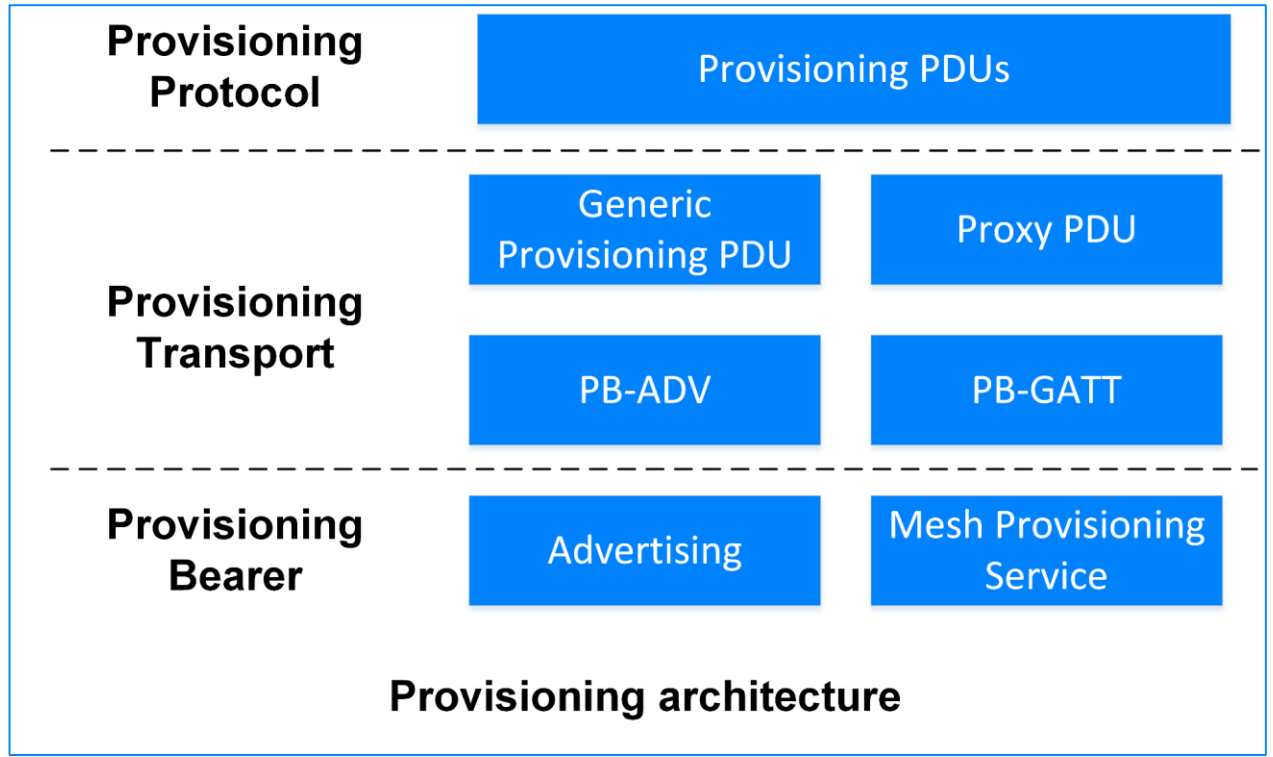 Provisioning
Protocol
Provisioning PDUs
Provisioning
Transport
Generic
Provisioning PDU
Proxy PDU
PB-ADV
PB-GATT
Provisioning
Bearer
Advertising
Mesh Provisioning
Service
Provisioning architecture